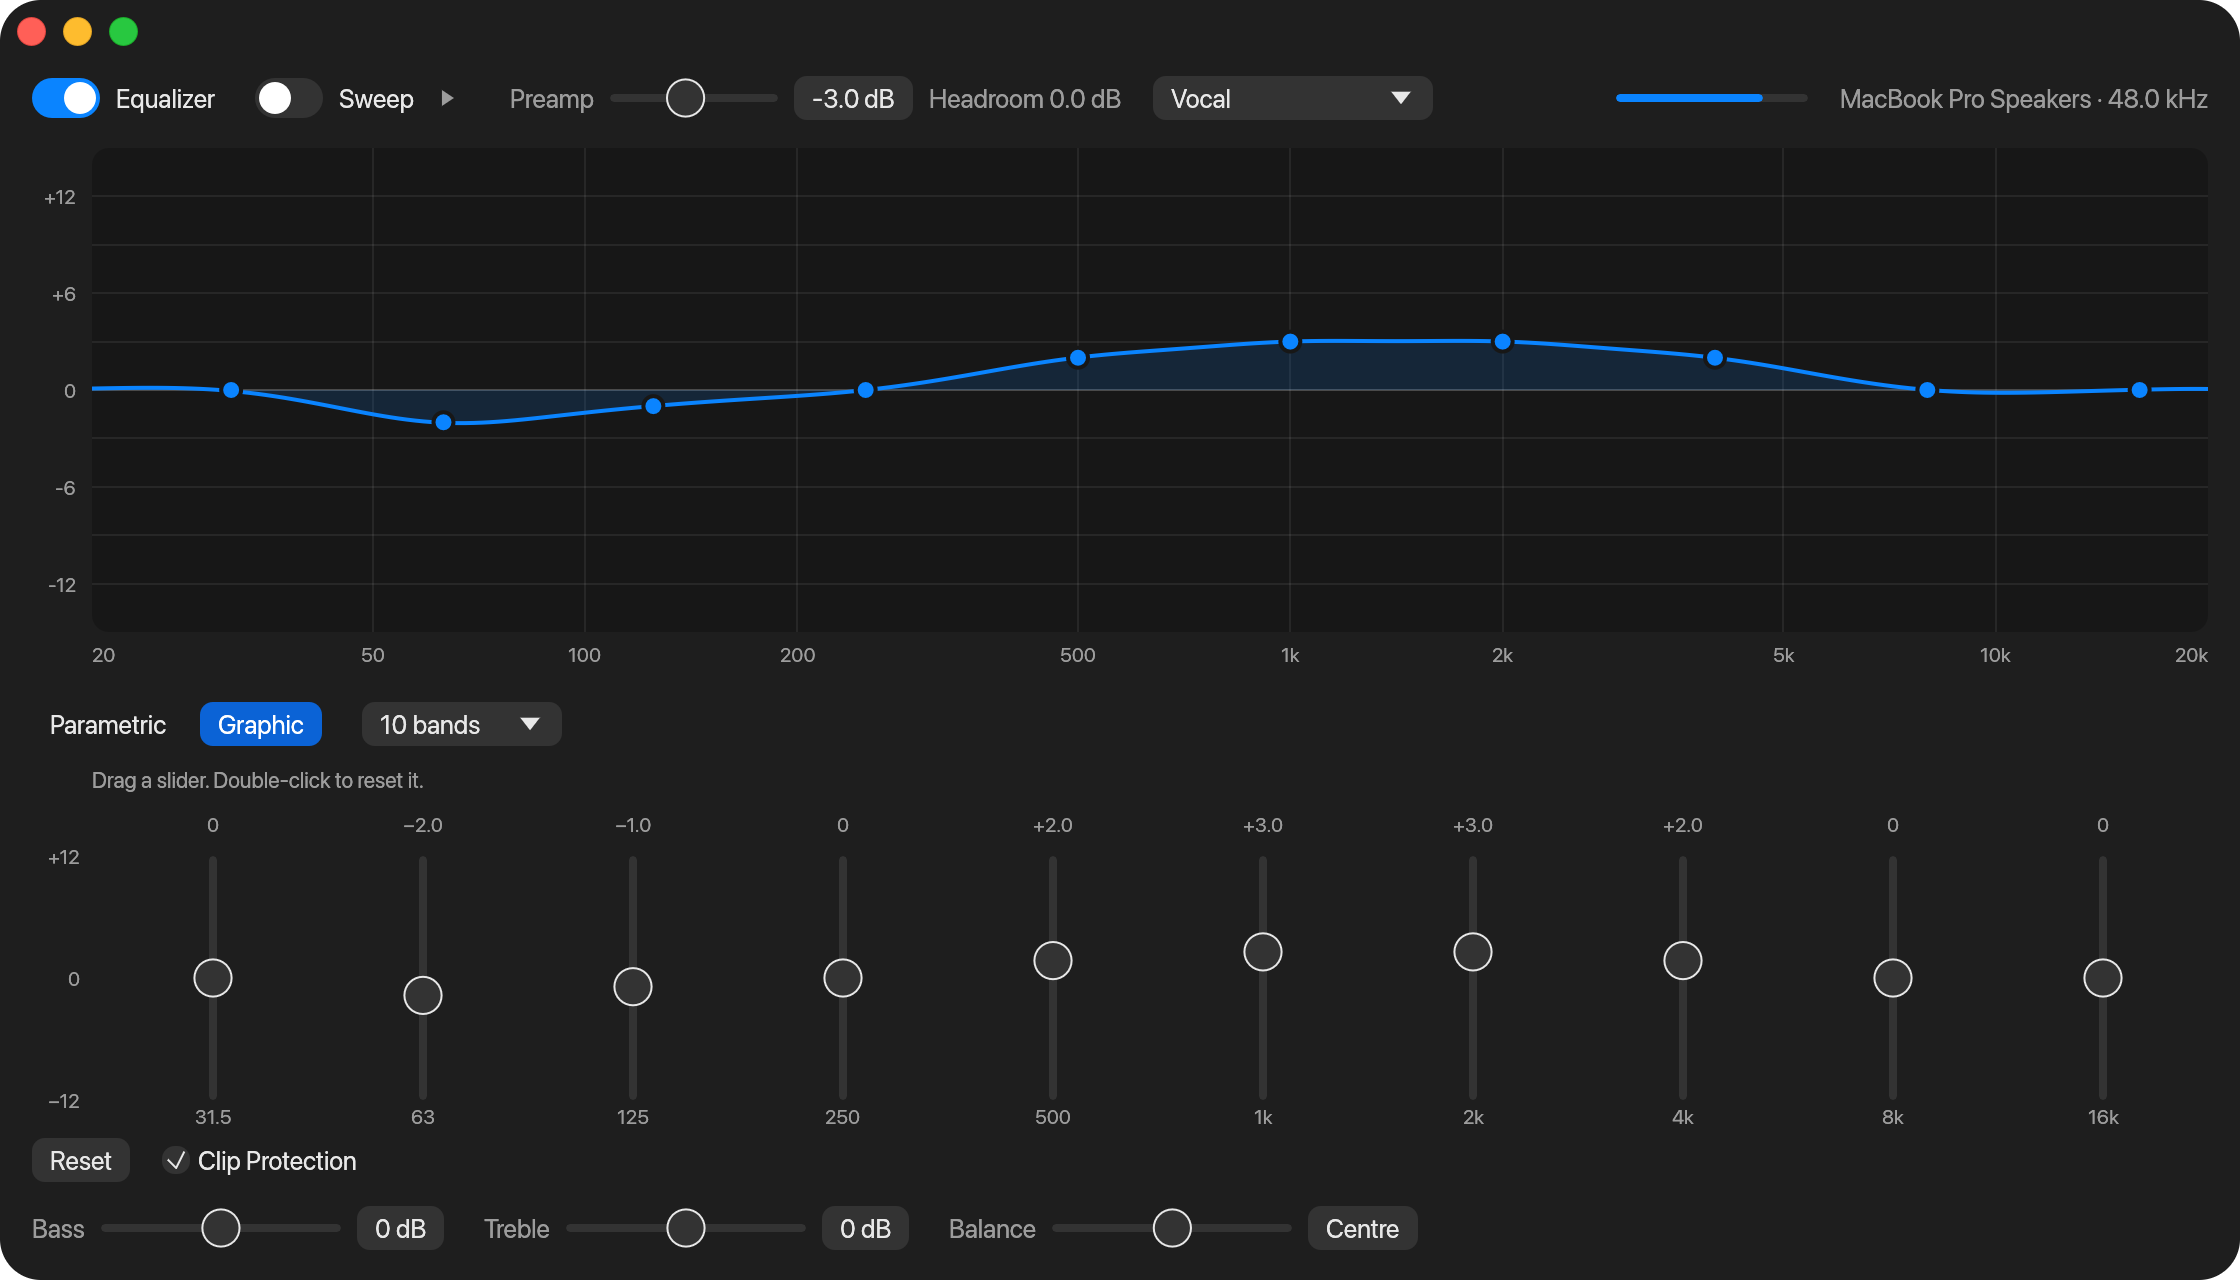 Equalizer Sweep Preamp -3.0 dB Headroom 0.0 dB Vocal MacBook Pro Speakers · 48.0 kHz
+12
+6
0
-6
-12
20 50 100 200 500 1k 2k 5k 10k 20k
Parametric Graphic 10 bands
Drag a slider. Double-click to reset it.
0 −2.0 −1.0 0 +2.0 +3.0 +3.0 +2.0 0 0
+12
0
−12
31.5 63 125 250 500 1k 2k 4k 8k 16k
Reset Clip Protection
Bass 0 dB Treble 0 dB Balance Centre